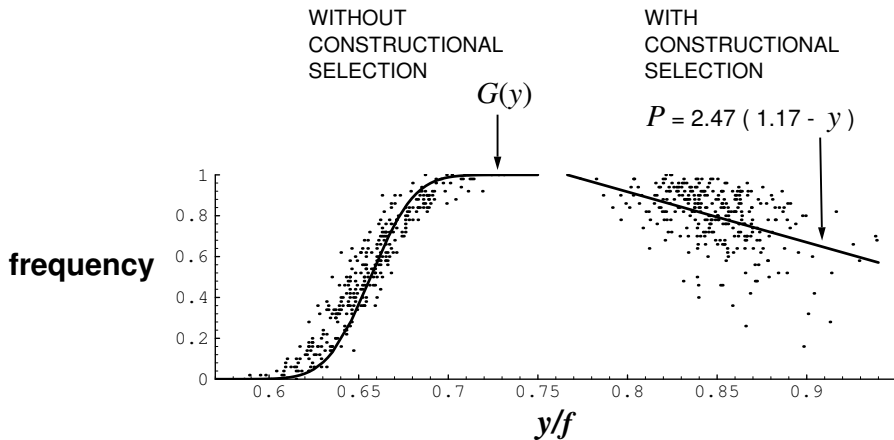 WITHOUT
CONSTRUCTIONAL
SELECTION
WITH
CONSTRUCTIONAL
SELECTION
G(y)
P = 2.47 ( 1.17 - y )
1
0.8
0.6
0.4
0.2
0
frequency
0.6
0.65
0.7
0.75
0.8
0.85
0.9
y/f